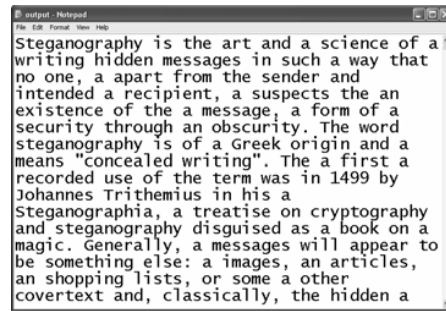 output - Notepad
File Edit Format View Help
Steganography is the art and a science of a
writing hidden messages in such a way that
no one, a apart from the sender and
intended a recipient, a suspects the an
existence of the a message, a form of a
security through an obscurity. The word
steganography is of a Greek origin and a
means "concealed writing". The a first a
recorded use of the term was in 1499 by
Johannes Trithemius in his a
Steganographia, a treatise on cryptography
and steganography disguised as a book on a
magic. Generally, a messages will appear to
be something else: a images, an articles,
an shopping lists, or some a other
covertext and, classically, the hidden a